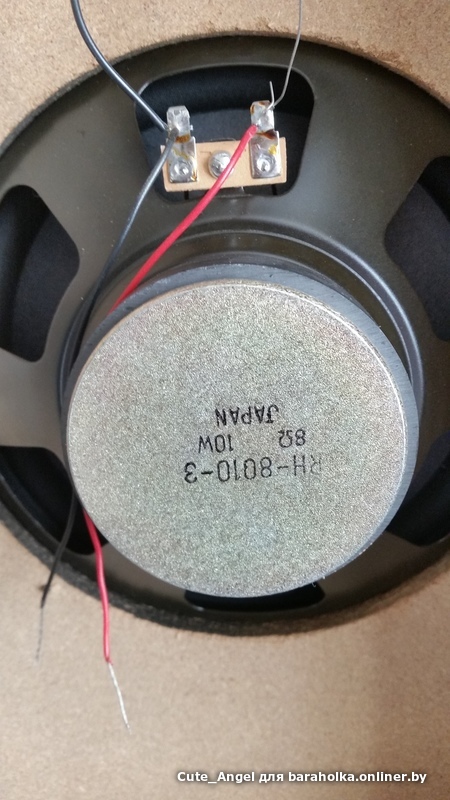 RH-8010-3
8Ω 10W
JAPAN
Cute_Angel для baraholka.onliner.by